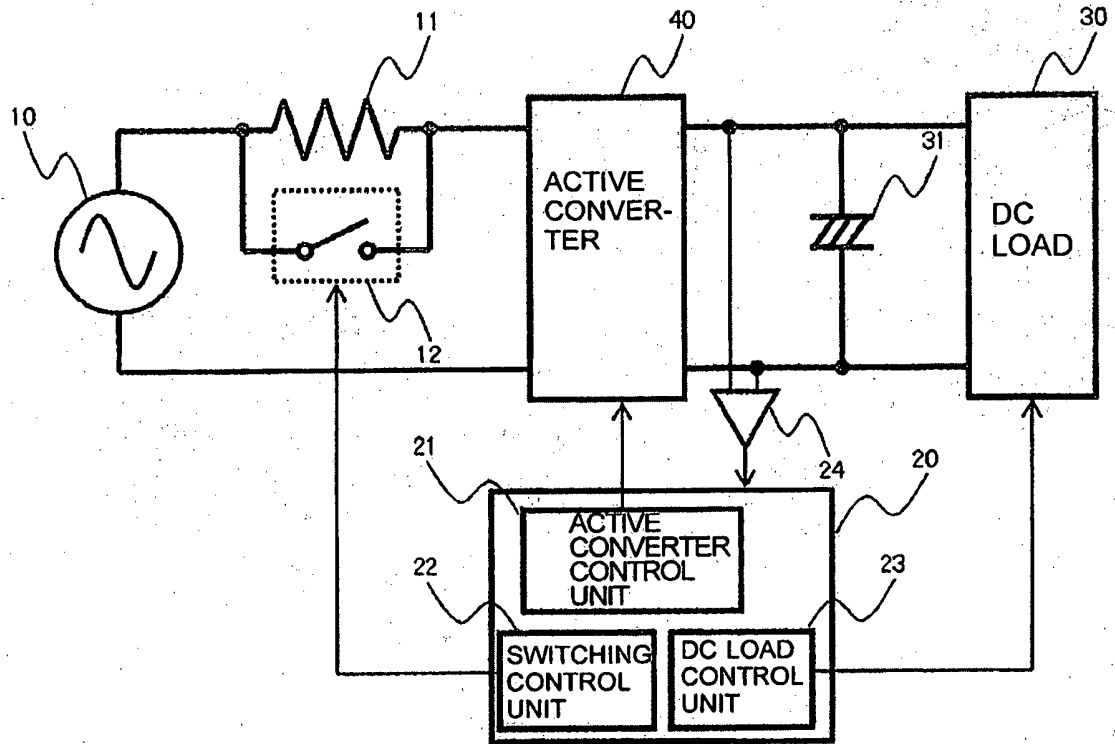 11
40
30
10
31
ACTIVE
CONVER-
TER
DC
LOAD
12
24
21
20
ACTIVE
CONVERTER
CONTROL
UNIT
22
23
SWITCHING
CONTROL
UNIT
DC LOAD
CONTROL
UNIT